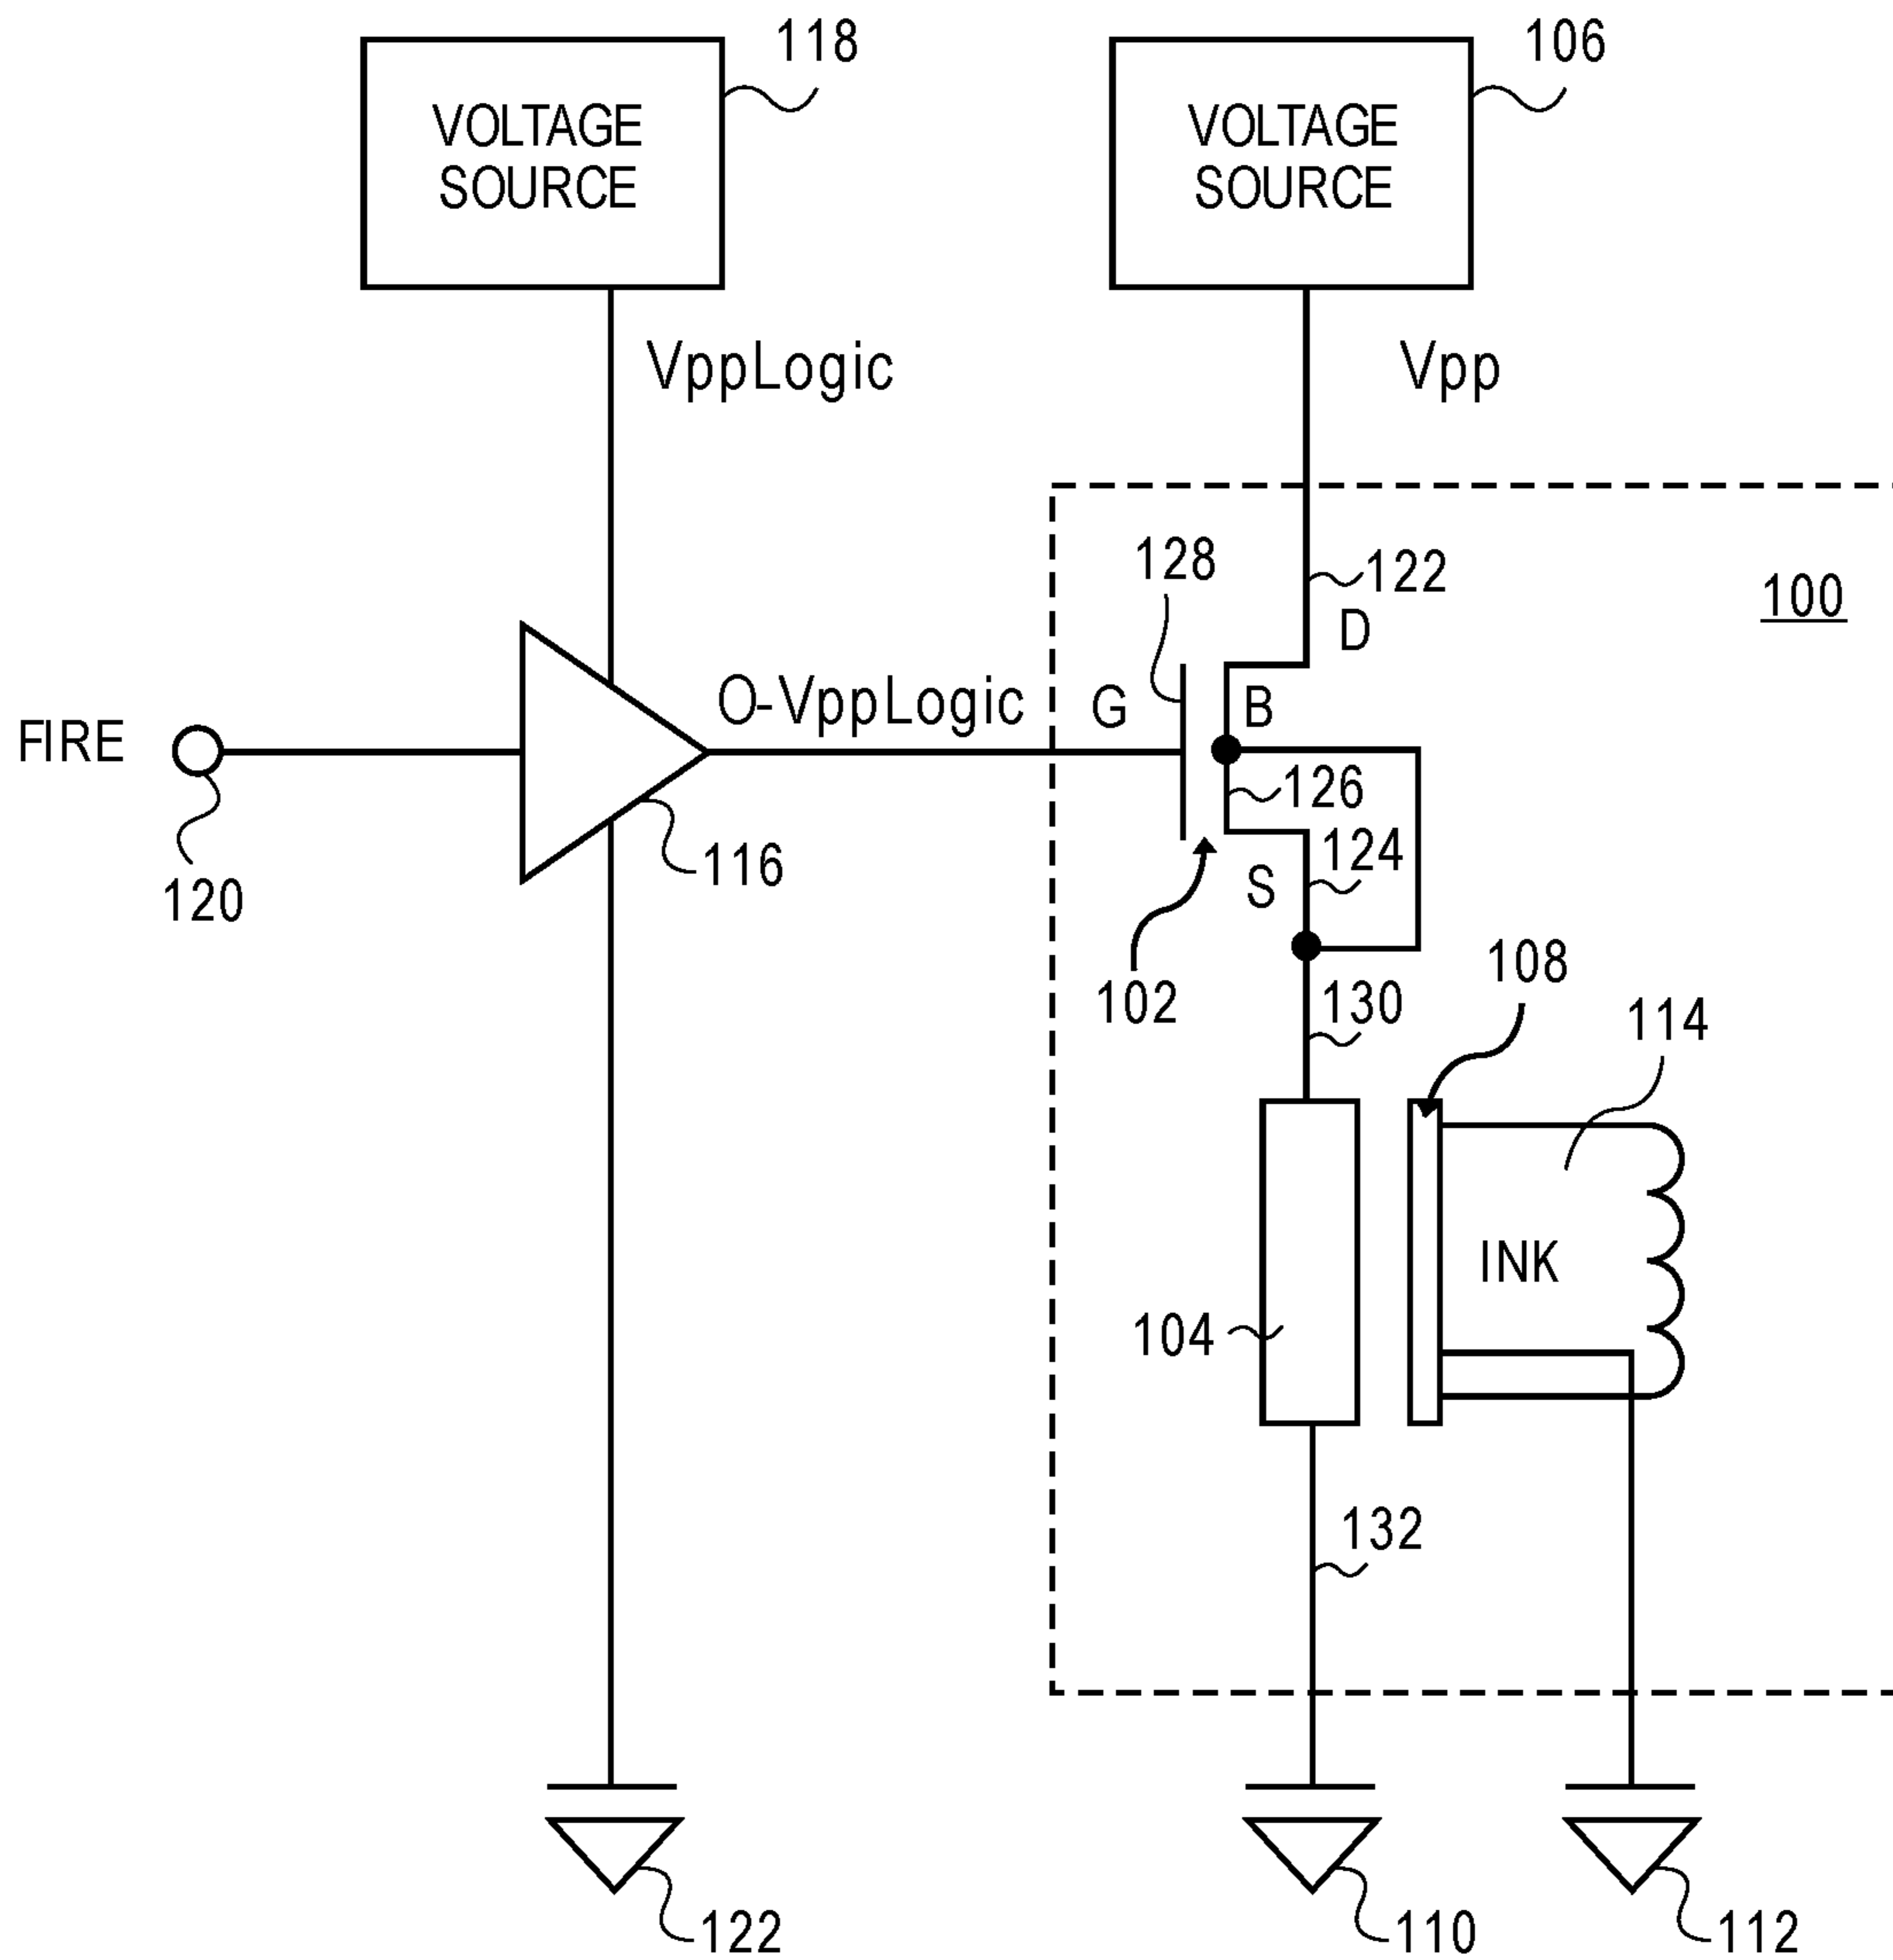 118
106
VOLTAGE
SOURCE
VOLTAGE
SOURCE
VppLogic
Vpp
128
122
100
D
O-VppLogic
G
B
FIRE
126
124
116
S
120
108
102
130
114
INK
104
132
122
110
112